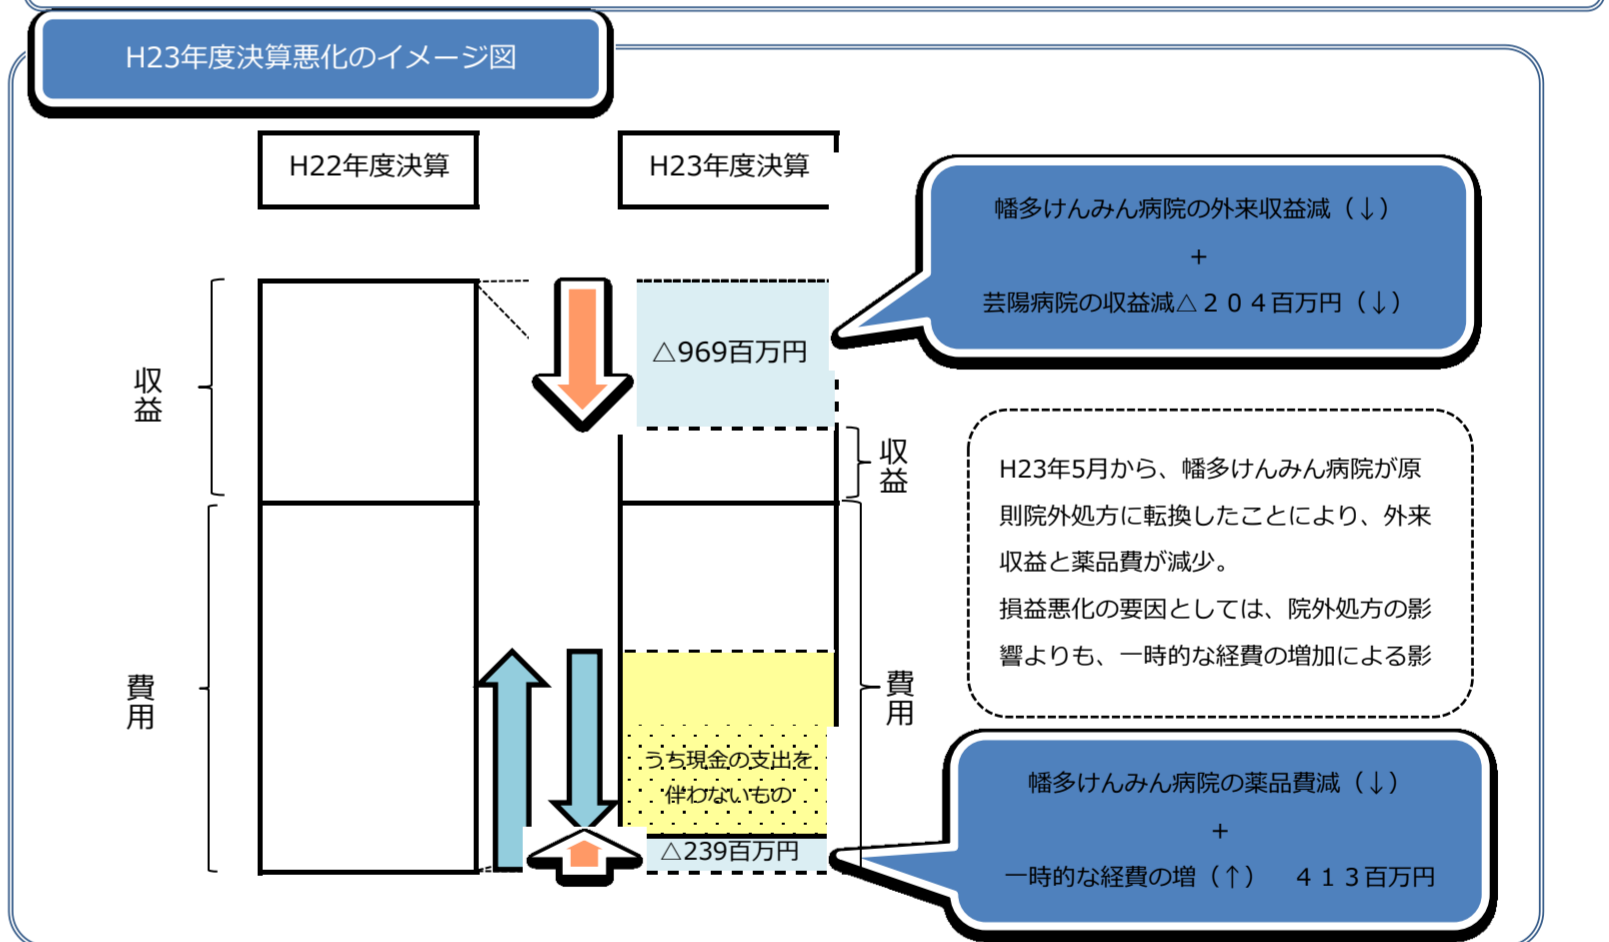 H23年度決算悪化のイメージ図
H22年度決算
H23年度決算
幡多けんみん病院の外来収益減（↓）
+
芸陽病院の収益減△２０４百万円（↓）
△969百万円
収益
収益
H23年5月から、幡多けんみん病院が原
則院外処方に転換したことにより、外来
収益と薬品費が減少。
損益悪化の要因としては、院外処方の影
響よりも、一時的な経費の増加による影
費用
費用
うち現金の支出を
伴わないもの
△239百万円
幡多けんみん病院の薬品費減（↓）
+
一時的な経費の増（↑）　４１３百万円